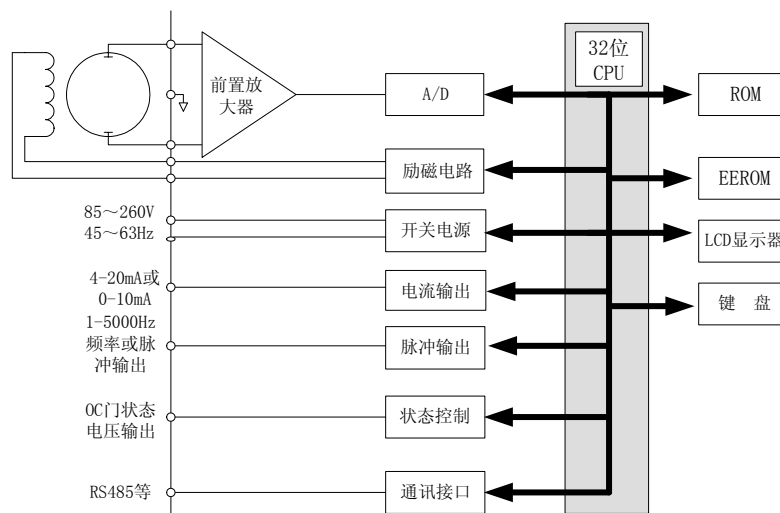 32位
CPU
前置放
大器
A/D
ROM
励磁电路
EEROM
85～260V
45～63Hz
开关电源
LCD显示器
4-20mA或
0-10mA
电流输出
键 盘
1-5000Hz
频率或脉
冲输出
脉冲输出
OC门状态
电压输出
状态控制
RS485等
通讯接口